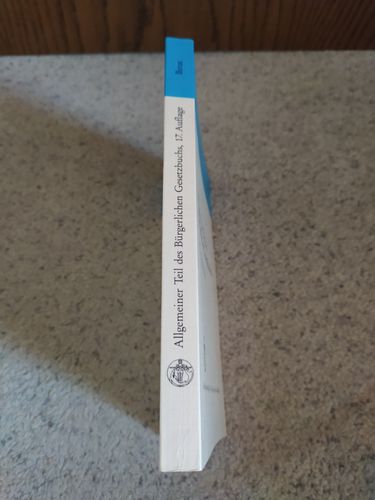 Brox
Allgemeiner Teil des Bürgerlichen Gesetzbuchs, 17. Auflage